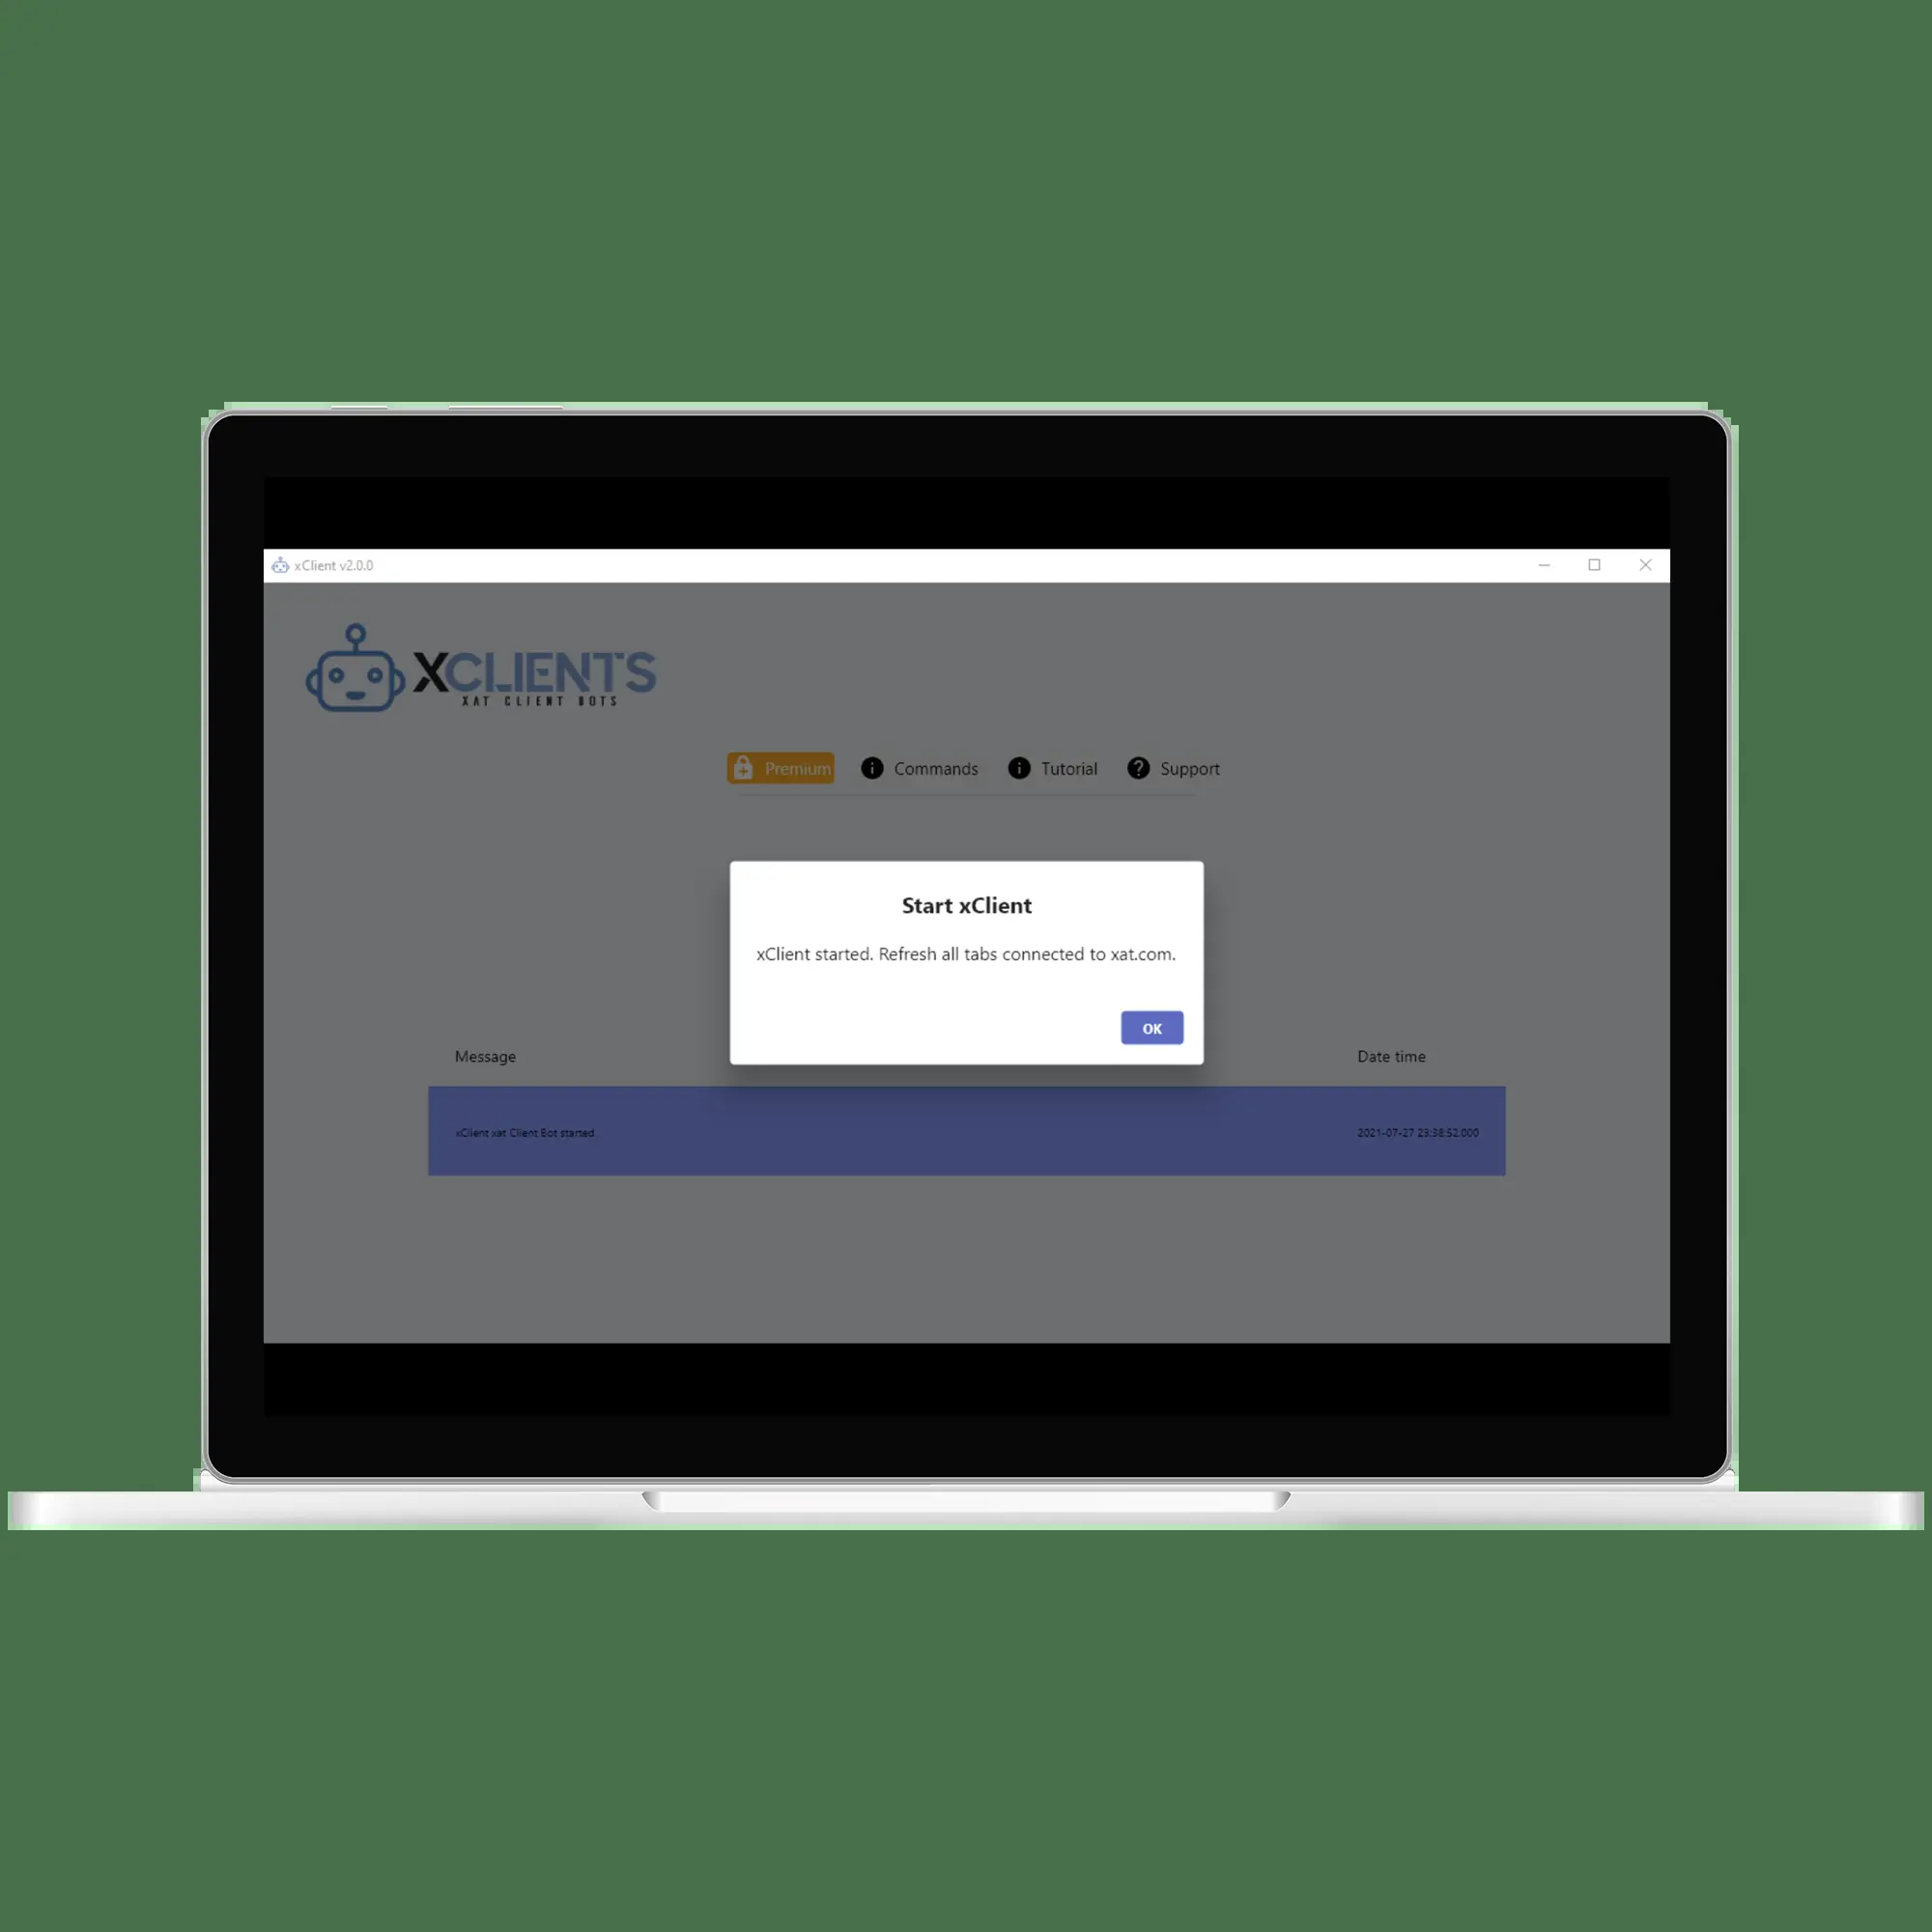 xClient v2.0.0
XCLIENTS
XAT CLIENT BOTS
Premium
Commands
Tutorial
Support
Start xClient
xClient started. Refresh all tabs connected to xat.com.
OK
Message
Date time
xClient xat Client Bot started.
2021-07-27 23:38:52.000